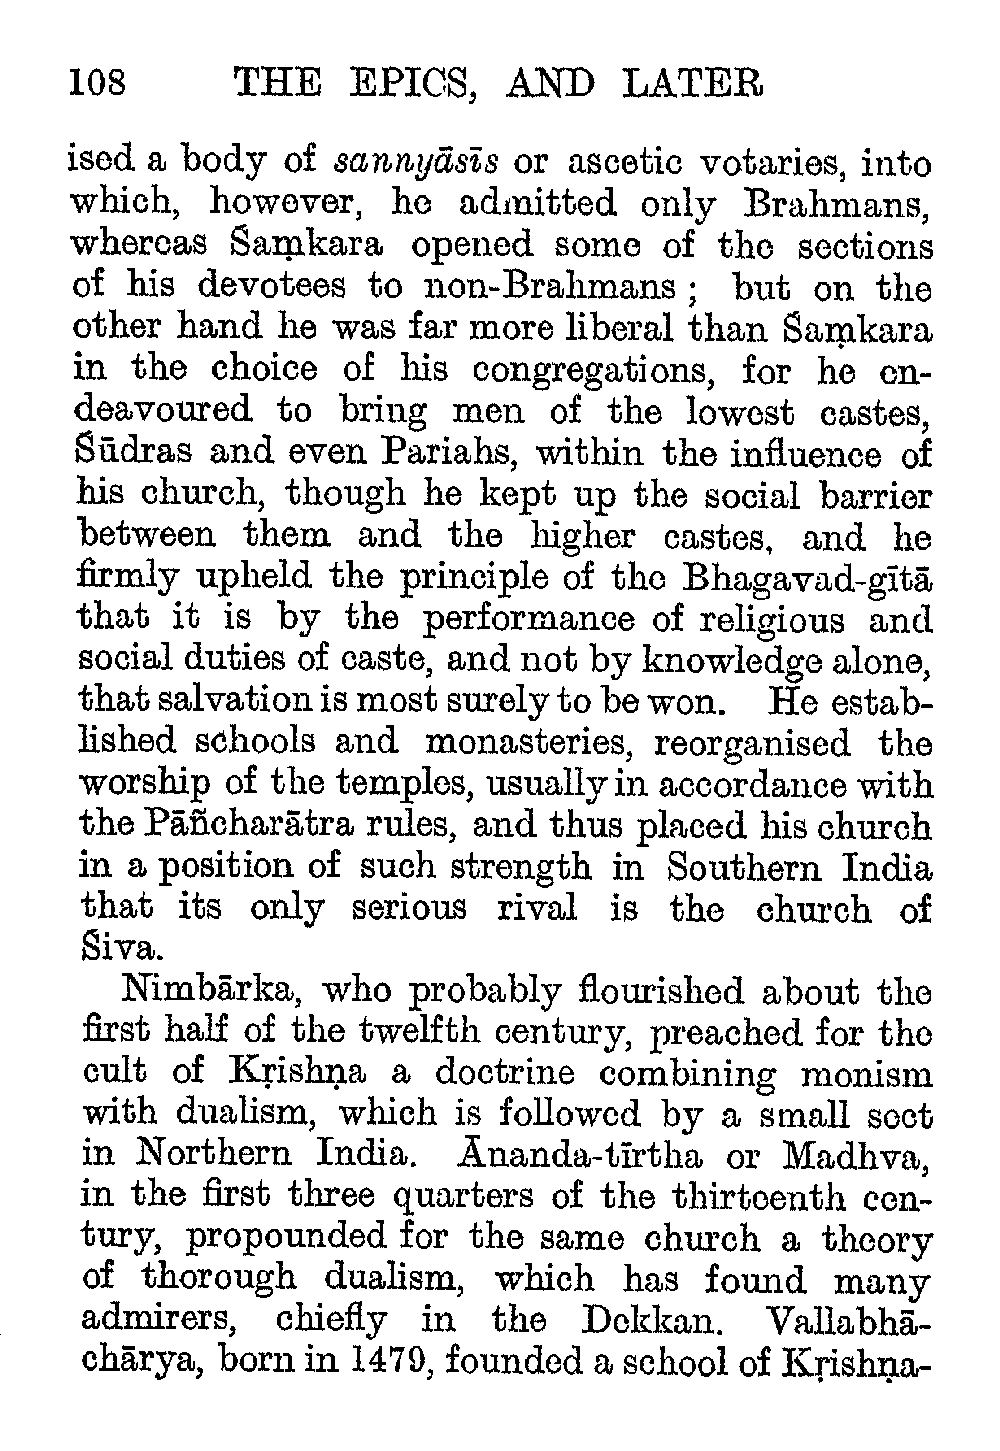 108 THE EPICS, AND LATER
ised a body of sannyāsīs or ascetic votaries, into
which, however, he admitted only Brahmans,
whereas Śaṃkara opened some of the sections
of his devotees to non-Brahmans ; but on the
other hand he was far more liberal than Śaṃkara
in the choice of his congregations, for he en-
deavoured to bring men of the lowest castes,
Śūdras and even Pariahs, within the influence of
his church, though he kept up the social barrier
between them and the higher castes, and he
firmly upheld the principle of the Bhagavad-gītā
that it is by the performance of religious and
social duties of caste, and not by knowledge alone,
that salvation is most surely to be won. He estab-
lished schools and monasteries, reorganised the
worship of the temples, usually in accordance with
the Pāñcharātra rules, and thus placed his church
in a position of such strength in Southern India
that its only serious rival is the church of
Śiva.
Nimbārka, who probably flourished about the
first half of the twelfth century, preached for the
cult of Kṛishṇa a doctrine combining monism
with dualism, which is followed by a small sect
in Northern India. Ānanda-tīrtha or Madhva,
in the first three quarters of the thirteenth cen-
tury, propounded for the same church a theory
of thorough dualism, which has found many
admirers, chiefly in the Dekkan. Vallabhā-
chārya, born in 1479, founded a school of Kṛishṇa-